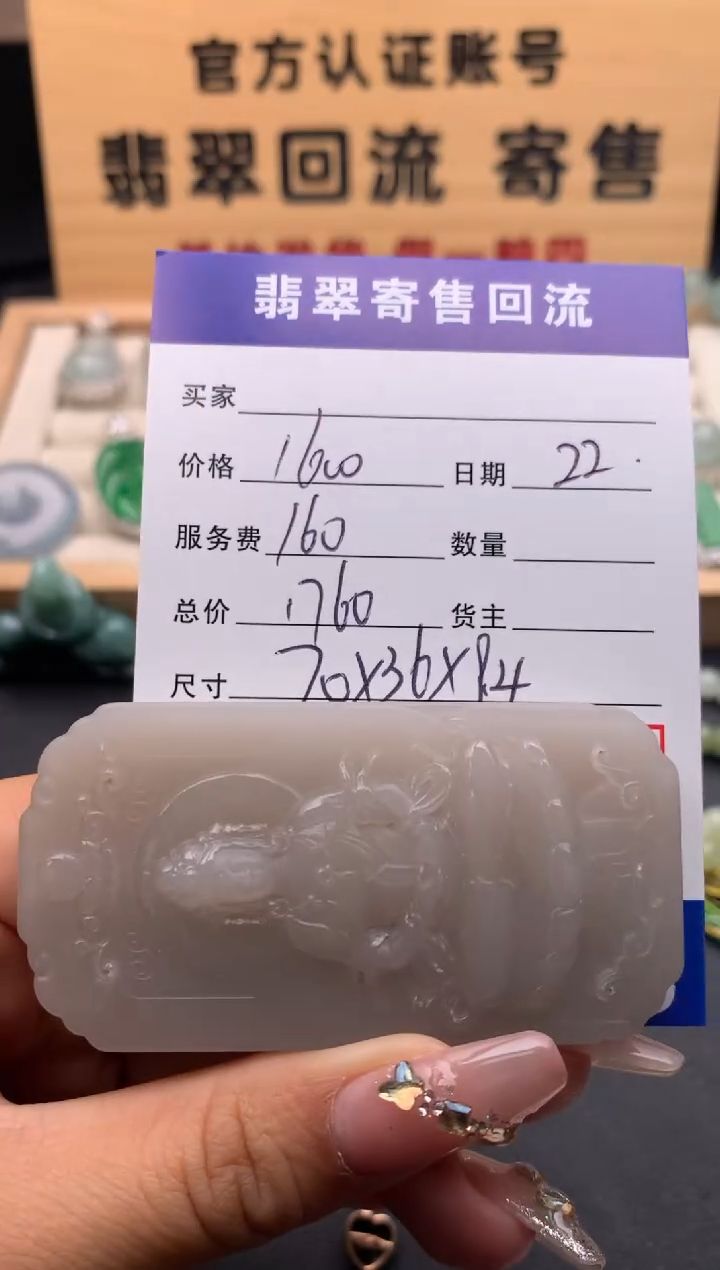 官方认证账号
翡翠回流 寄售
翡翠寄售回流
买家
价格 1600 日期 22.
服务费 160 数量
总价 1760 货主
尺寸 70x36x8.4